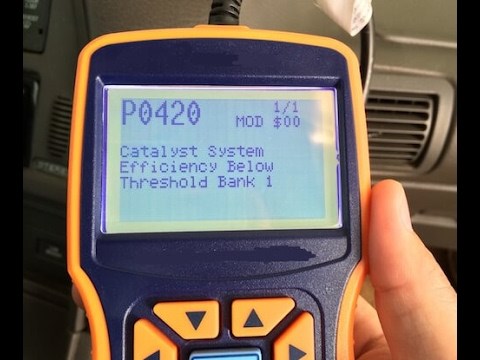 P0420
1/1
MOD $00
Catalyst System
Efficiency Below
Threshold Bank 1